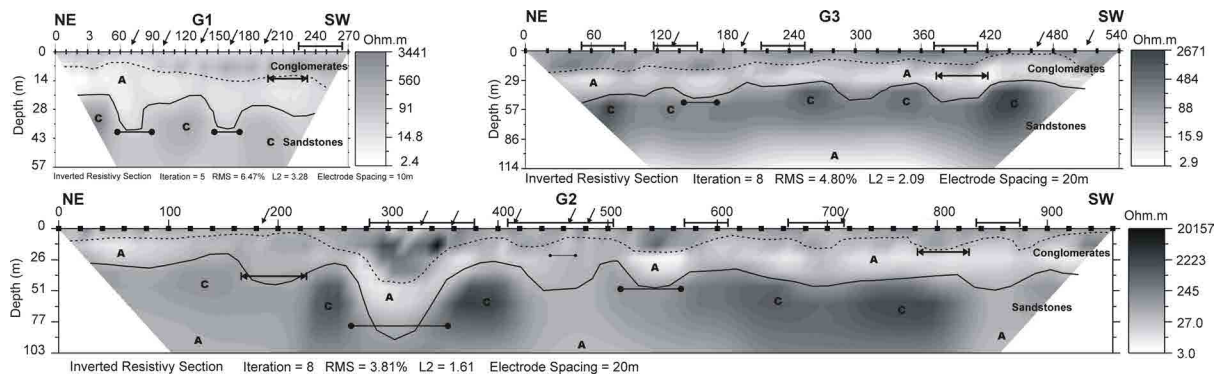 NE G1 SW
Ohm.m
0 3 60 90 120 150 180 210 240 270
Depth (m)
0
14
28
43
57
3441
560
91
14.8
2.4
Conglomerates
Sandstones
A
C C C
Inverted Resistivy Section Iteration = 5 RMS = 6.47% L2 = 3.28 Electrode Spacing = 10m
NE G3 SW
Ohm.m
0 60 120 180 240 300 360 420 480 540
Depth (m)
0
29
57
86
114
2671
484
88
15.9
2.9
Conglomerates
Sandstones
A A
C C C C C
A
Inverted Resistivy Section Iteration = 8 RMS = 4.80% L2 = 2.09 Electrode Spacing = 20m
NE G2 SW
Ohm.m
0 100 200 300 400 500 600 700 800 900
Depth (m)
0
26
51
77
103
20157
2223
245
27.0
3.0
Conglomerates
Sandstones
A A A A
C C C C C
A A A
Inverted Resistivy Section Iteration = 8 RMS = 3.81% L2 = 1.61 Electrode Spacing = 20m